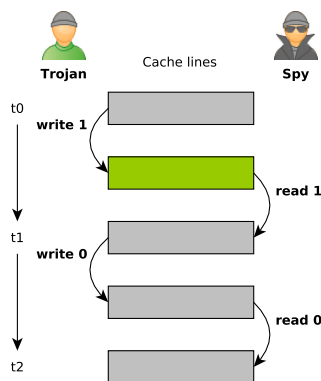 Trojan
Cache lines
Spy
t0
write 1
read 1
t1
write 0
read 0
t2